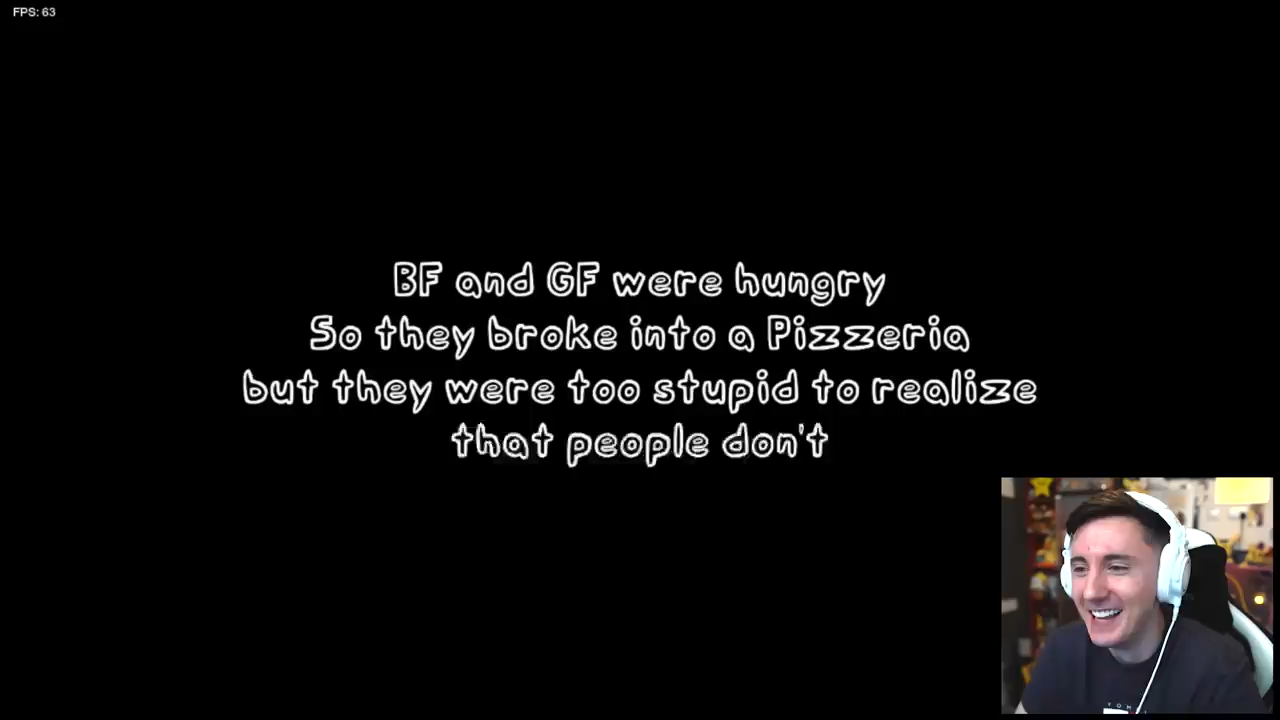 FPS: 63
BF and GF were hungry
So they broke into a Pizzeria
but they were too stupid to realize
that people don't